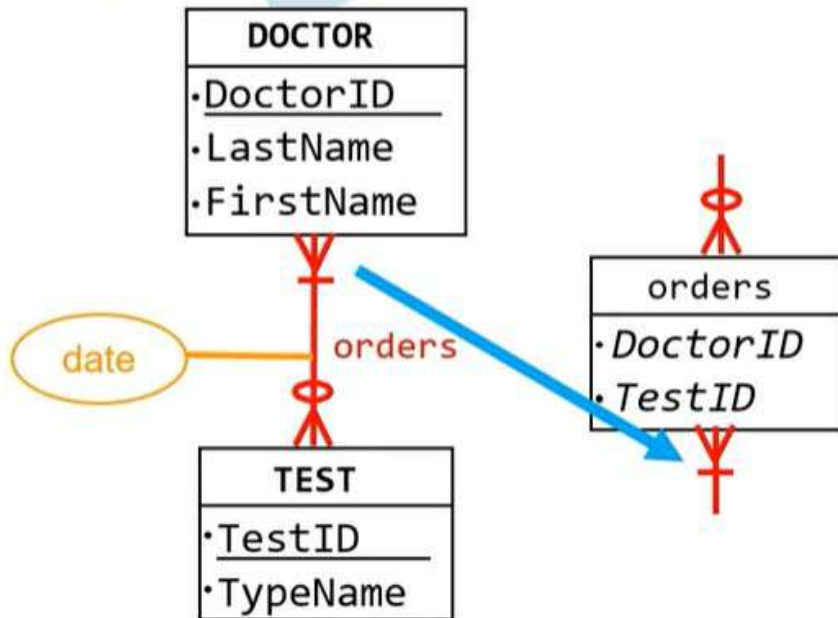 DOCTOR
·DoctorID
·LastName
·FirstName
date
orders
TEST
·TestID
·TypeName
orders
·DoctorID
·TestID